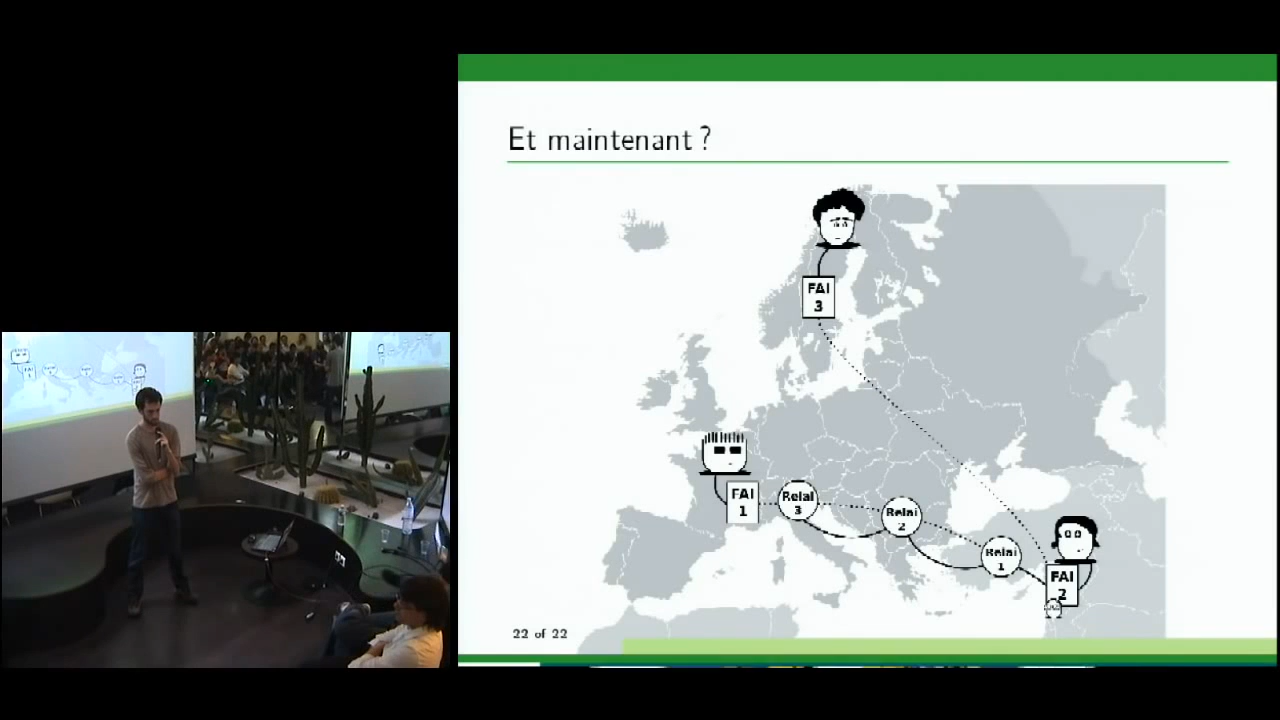 Et maintenant ?
FAI
3
FAI
1
Relai
3
Relai
2
Relai
1
FAI
2
22 of 22